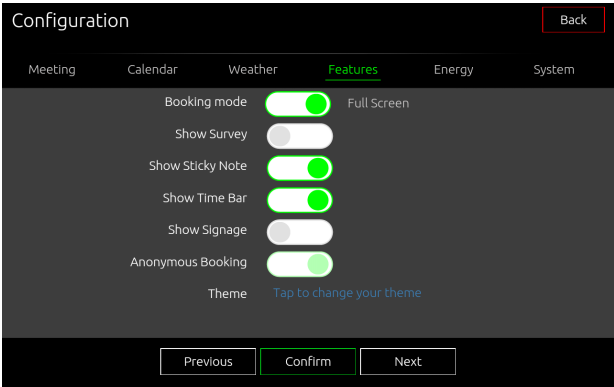 Configuration
Back
Meeting Calendar Weather Features Energy System
Booking mode Full Screen
Show Survey
Show Sticky Note
Show Time Bar
Show Signage
Anonymous Booking
Theme Tap to change your theme
Previous Confirm Next